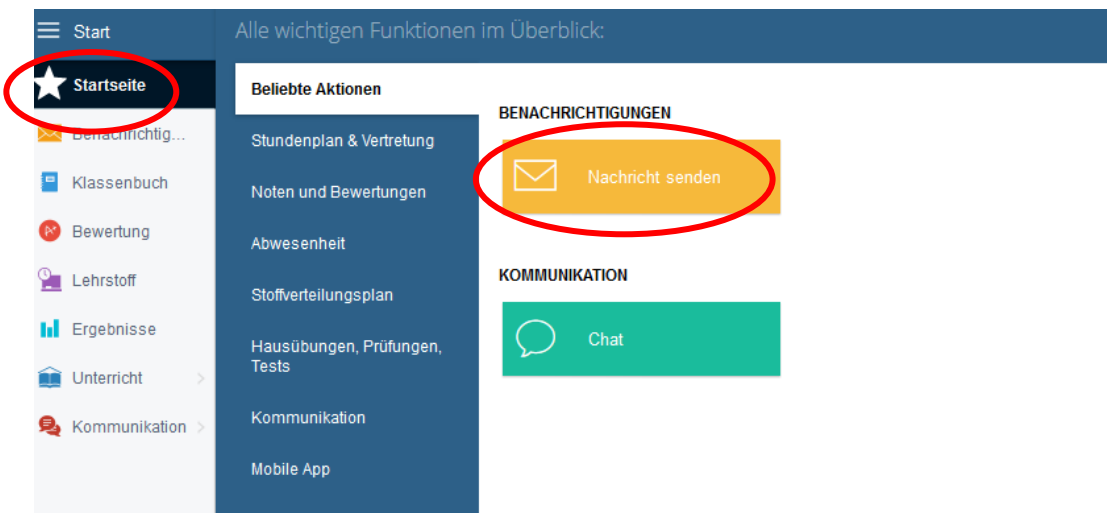 Start
Alle wichtigen Funktionen im Überblick:
Startseite
Benachrichtig...
Klassenbuch
Bewertung
Lehrstoff
Ergebnisse
Unterricht
Kommunikation
Beliebte Aktionen
Stundenplan & Vertretung
Noten und Bewertungen
Abwesenheit
Stoffverteilungsplan
Hausübungen, Prüfungen,
Tests
Kommunikation
Mobile App
BENACHRICHTIGUNGEN
Nachricht senden
KOMMUNIKATION
Chat